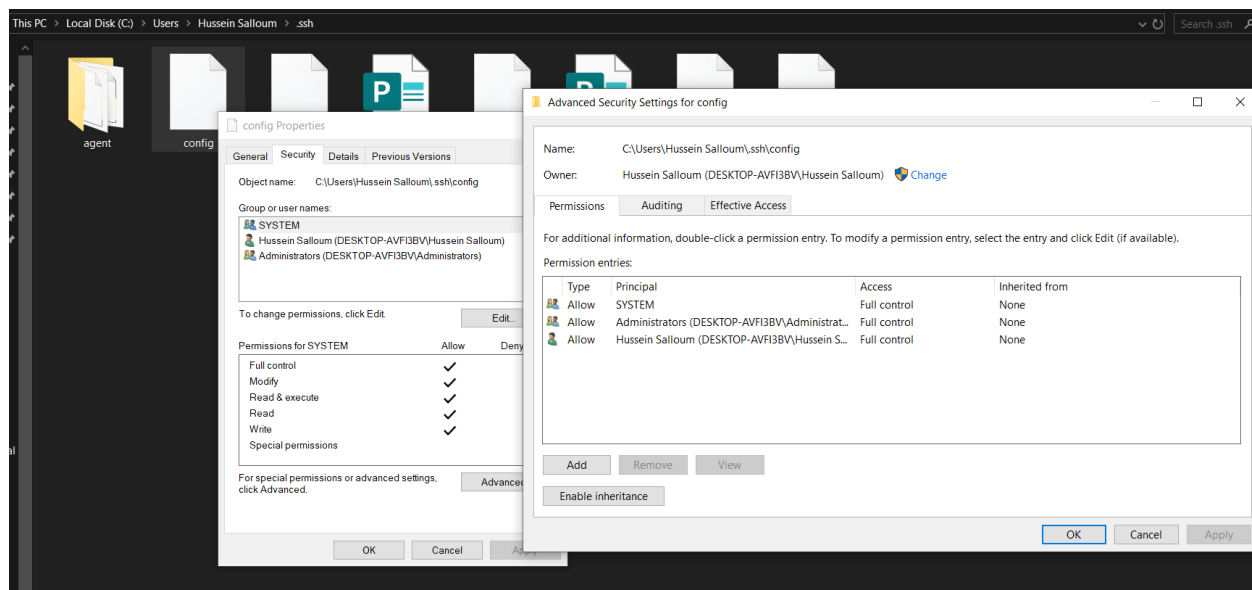 This PC > Local Disk (C:) > Users > Hussein Salloum > .ssh
Search .ssh
agent
config
P
config Properties
General Security Details Previous Versions
Object name: C:\Users\Hussein Salloum\.ssh\config
Group or user names:
SYSTEM
Hussein Salloum (DESKTOP-AVFI3BV\Hussein Salloum)
Administrators (DESKTOP-AVFI3BV\Administrators)
To change permissions, click Edit.
Edit...
Permissions for SYSTEM Allow Deny
Full control
Modify
Read & execute
Read
Write
Special permissions
For special permissions or advanced settings,
click Advanced.
Advanced
OK Cancel Ap
Advanced Security Settings for config
Name: C:\Users\Hussein Salloum\.ssh\config
Owner: Hussein Salloum (DESKTOP-AVFI3BV\Hussein Salloum) Change
Permissions Auditing Effective Access
For additional information, double-click a permission entry. To modify a permission entry, select the entry and click Edit (if available).
Permission entries:
Type Principal Access Inherited from
Allow SYSTEM Full control None
Allow Administrators (DESKTOP-AVFI3BV\Administrat... Full control None
Allow Hussein Salloum (DESKTOP-AVFI3BV\Hussein S... Full control None
Add Remove View
Enable inheritance
OK Cancel Apply